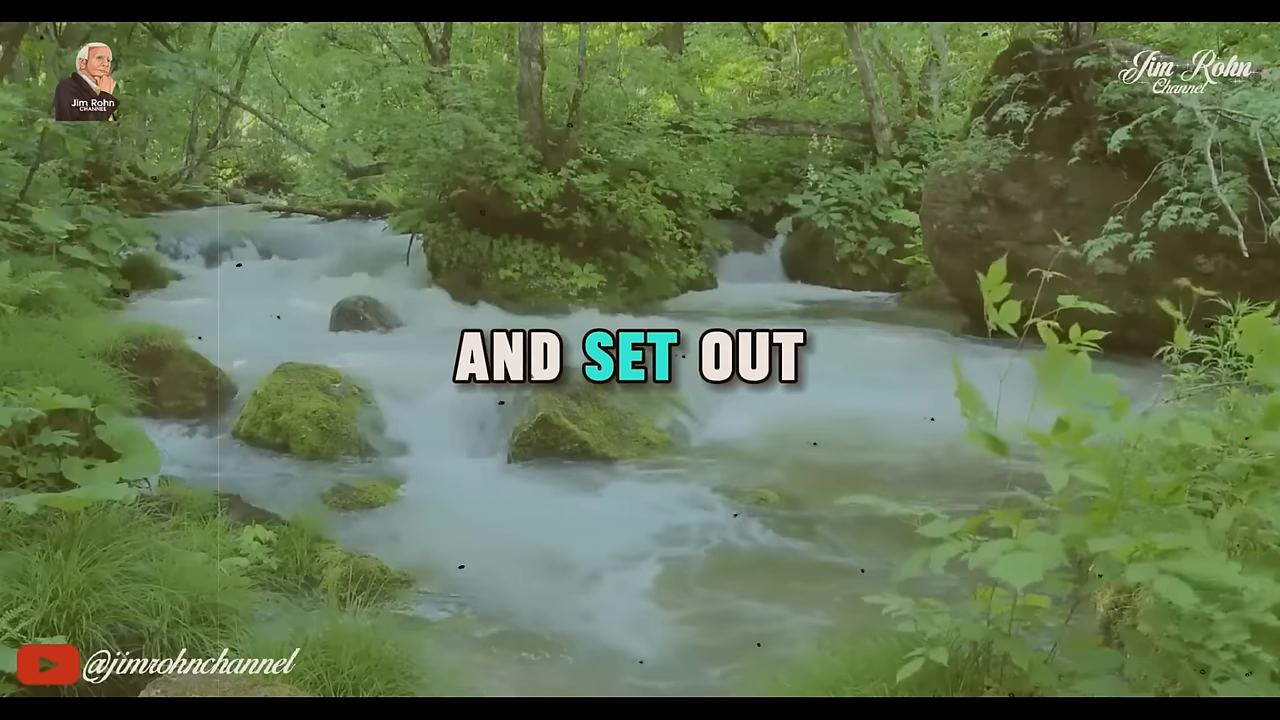 Jim Rohn
CHANNEL
Jim Rohn
Channel
AND SET OUT
@jimrohnchannel